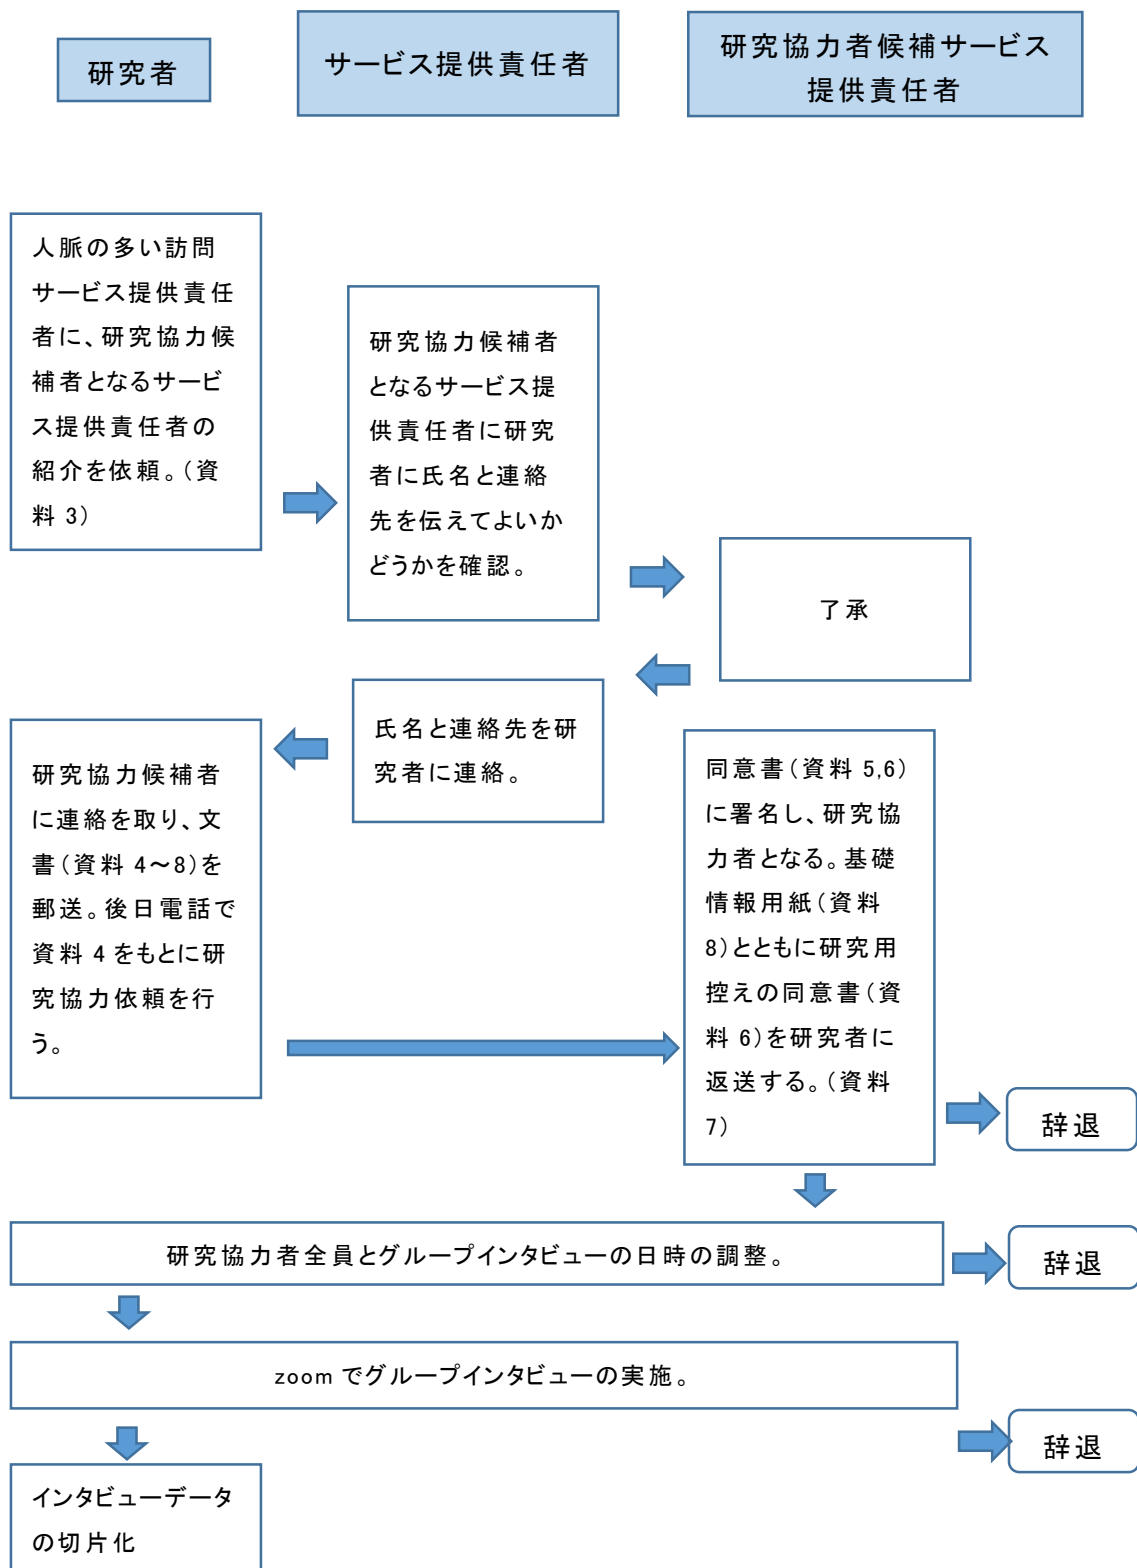 研究者
サービス提供責任者
研究協力者候補サービス
提供責任者
人脈の多い訪問
サービス提供責任
者に、研究協力候
補者となるサービ
ス提供責任者の
紹介を依頼。(資
料 3)
研究協力候補者
となるサービス提
供責任者に研究
者に氏名と連絡
先を伝えてよいか
どうかを確認。
了承
氏名と連絡先を研
究者に連絡。
研究協力候補者
に連絡を取り、文
書(資料 4～8)を
郵送。後日電話で
資料 4 をもとに研
究協力依頼を行
う。
同意書(資料 5,6)
に署名し、研究協
力者となる。基礎
情報用紙(資料
8)とともに研究用
控えの同意書(資
料 6)を研究者に
返送する。(資料
7)
辞退
研究協力者全員とグループインタビューの日時の調整。
辞退
zoom でグループインタビューの実施。
辞退
インタビューデータ
の切片化